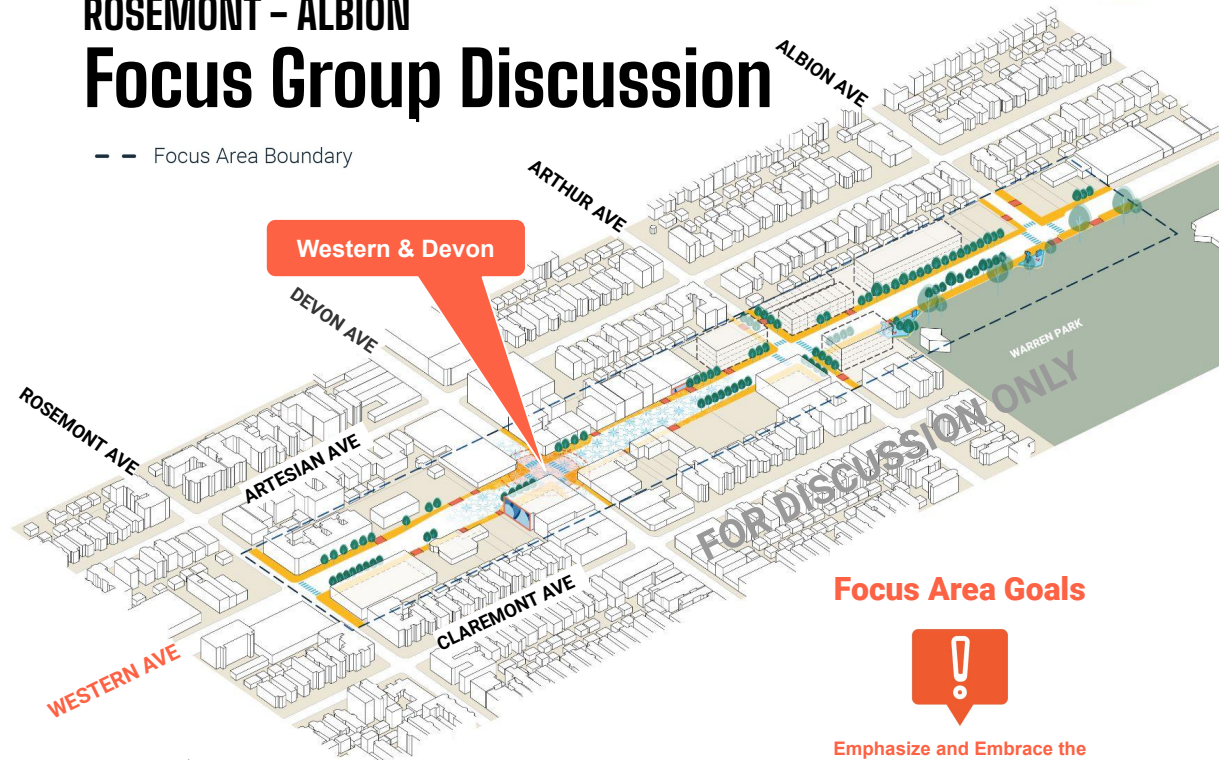 ROSEMONT – ALBION
Focus Group Discussion
Focus Area Boundary
ALBION AVE
ARTHUR AVE
Western & Devon
DEVON AVE
ROSEMONT AVE
ARTESIAN AVE
WARREN PARK
FOR DISCUSSION ONLY
CLAREMONT AVE
WESTERN AVE
Focus Area Goals
!
Emphasize and Embrace the